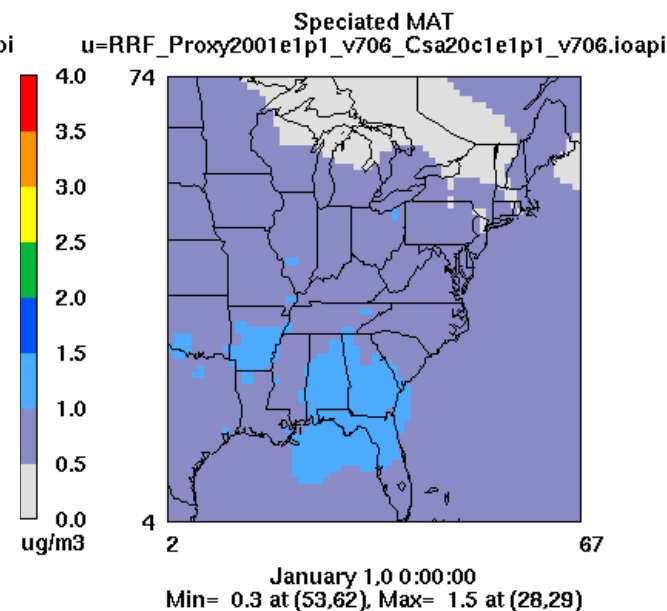 Speciated MAT
pi u=RRF_Proxy2001e1p1_v706_Csa20c1e1p1_v706.ioapi
4.0
3.5
3.0
2.5
2.0
1.5
1.0
0.5
0.0
ug/m3
74
4
2 67
January 1,0 0:00:00
Min= 0.3 at (53,62), Max= 1.5 at (28,29)